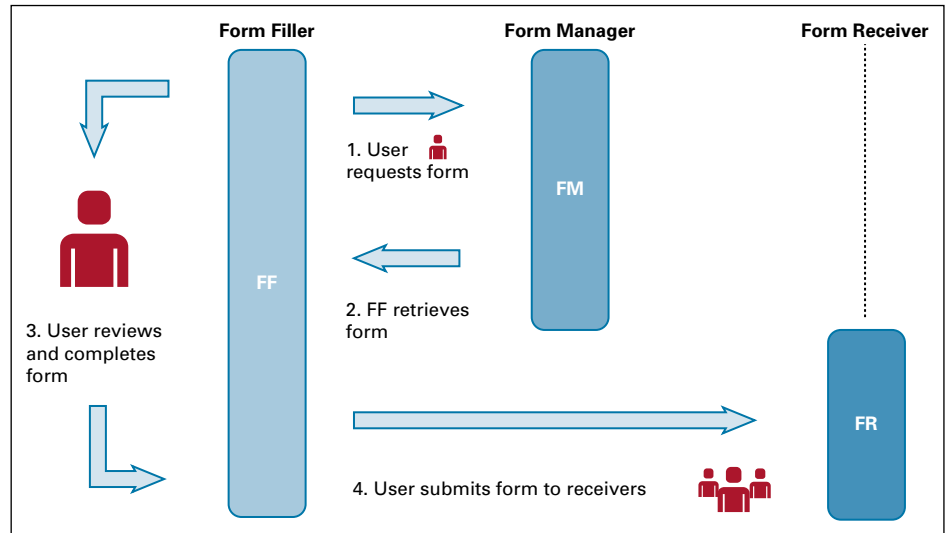 Form Filler
Form Manager
Form Receiver
1. User
requests form
FM
FF
2. FF retrieves
form
3. User reviews
and completes
form
FR
4. User submits form to receivers